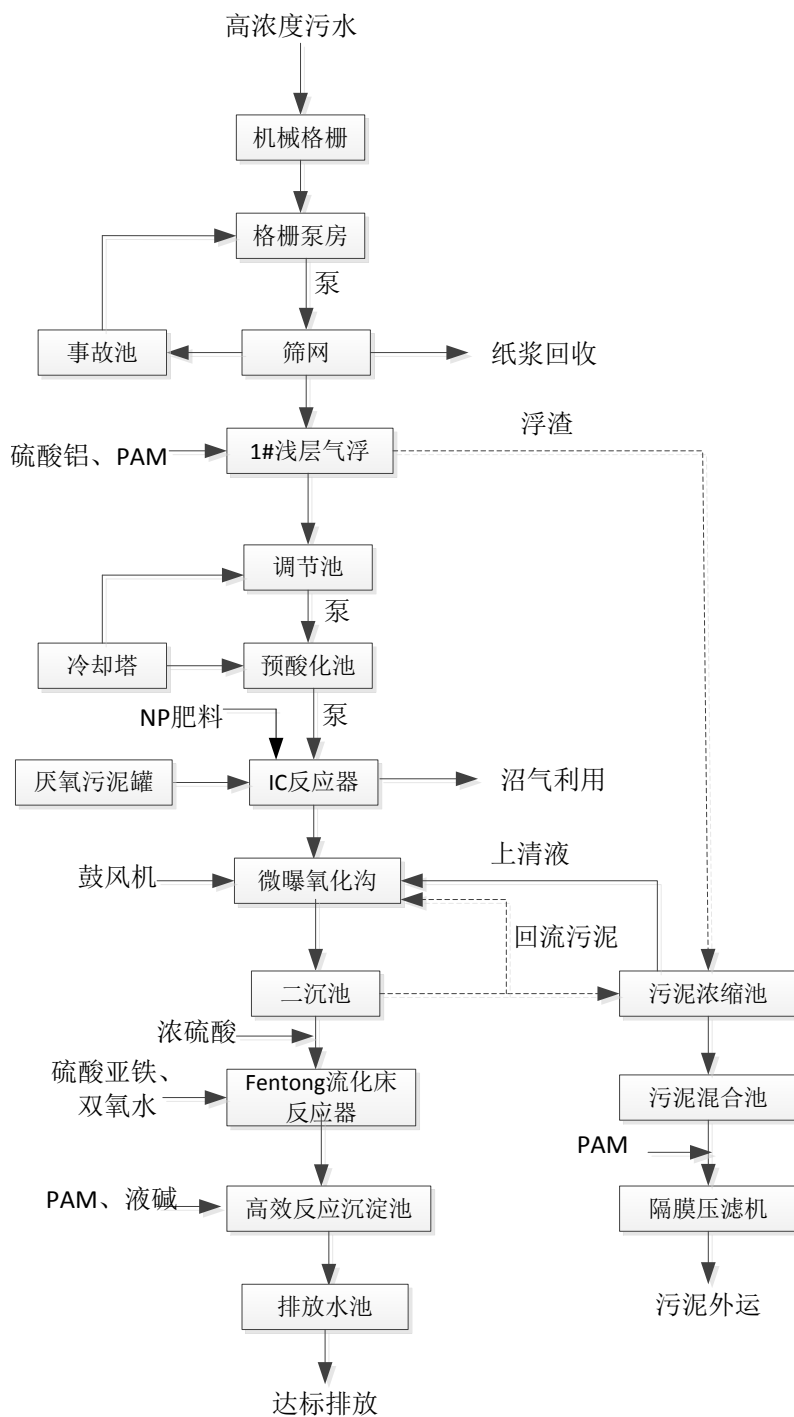 高浓度污水
机械格栅
格栅泵房
泵
事故池
筛网
纸浆回收
浮渣
硫酸铝、PAM
1#浅层气浮
调节池
泵
冷却塔
预酸化池
NP肥料
泵
厌氧污泥罐
IC反应器
沼气利用
上清液
鼓风机
微曝氧化沟
回流污泥
二沉池
污泥浓缩池
浓硫酸
硫酸亚铁、
双氧水
Fentong流化床
反应器
污泥混合池
PAM
PAM、液碱
高效反应沉淀池
隔膜压滤机
排放水池
污泥外运
达标排放